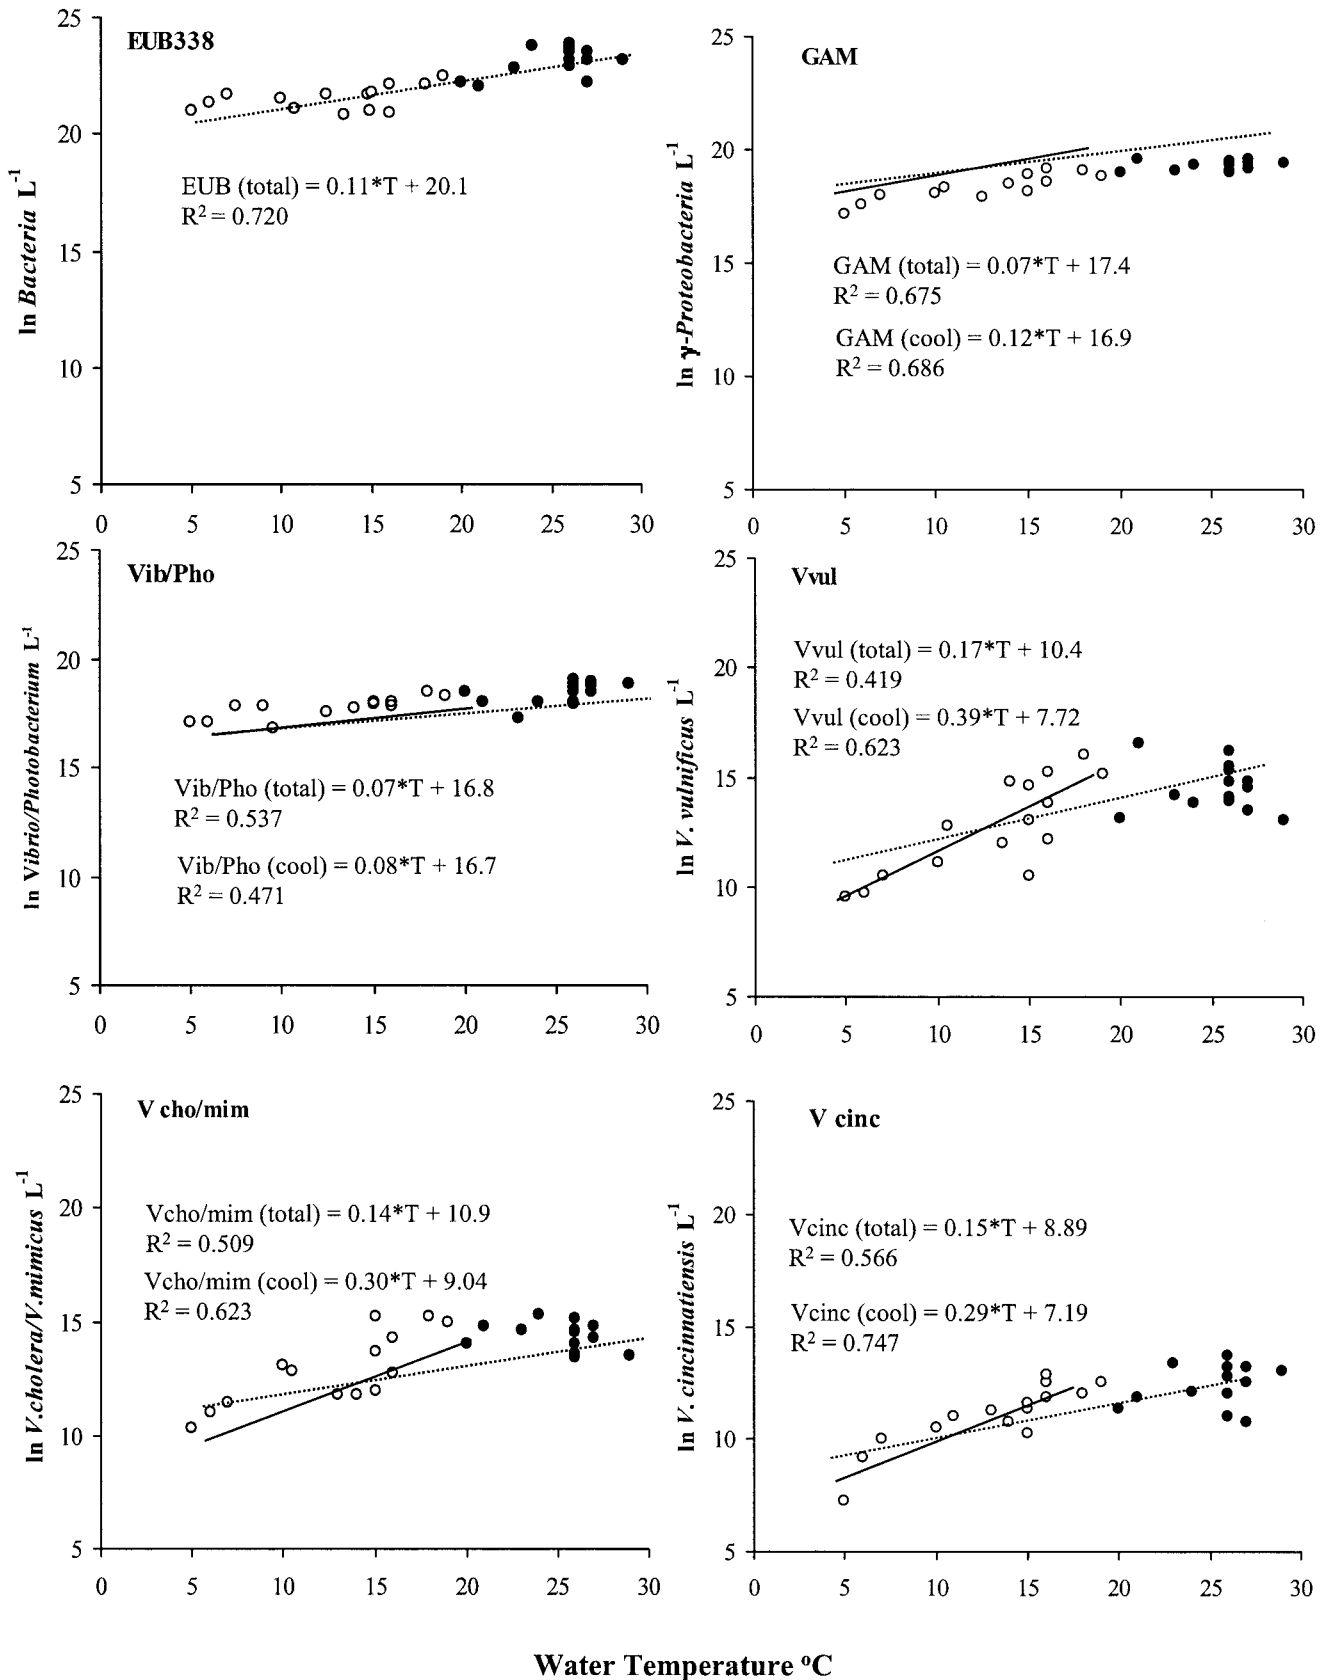 EUB338
ln Bacteria L⁻¹
25
20
15
10
5
EUB (total) = 0.11*T + 20.1
R² = 0.720
0 5 10 15 20 25 30
GAM
ln γ-Proteobacteria L⁻¹
25
20
15
10
5
GAM (total) = 0.07*T + 17.4
R² = 0.675
GAM (cool) = 0.12*T + 16.9
R² = 0.686
0 5 10 15 20 25 30
Vib/Pho
ln Vibrio/Photobacterium L⁻¹
25
20
15
10
5
Vib/Pho (total) = 0.07*T + 16.8
R² = 0.537
Vib/Pho (cool) = 0.08*T + 16.7
R² = 0.471
0 5 10 15 20 25 30
Vvul
ln V. vulnificus L⁻¹
25
20
15
10
5
Vvul (total) = 0.17*T + 10.4
R² = 0.419
Vvul (cool) = 0.39*T + 7.72
R² = 0.623
0 5 10 15 20 25 30
V cho/mim
ln V.cholera/V.mimicus L⁻¹
25
20
15
10
5
Vcho/mim (total) = 0.14*T + 10.9
R² = 0.509
Vcho/mim (cool) = 0.30*T + 9.04
R² = 0.623
0 5 10 15 20 25 30
V cinc
ln V. cincinnatiensis L⁻¹
25
20
15
10
5
Vcinc (total) = 0.15*T + 8.89
R² = 0.566
Vcinc (cool) = 0.29*T + 7.19
R² = 0.747
0 5 10 15 20 25 30
Water Temperature ºC